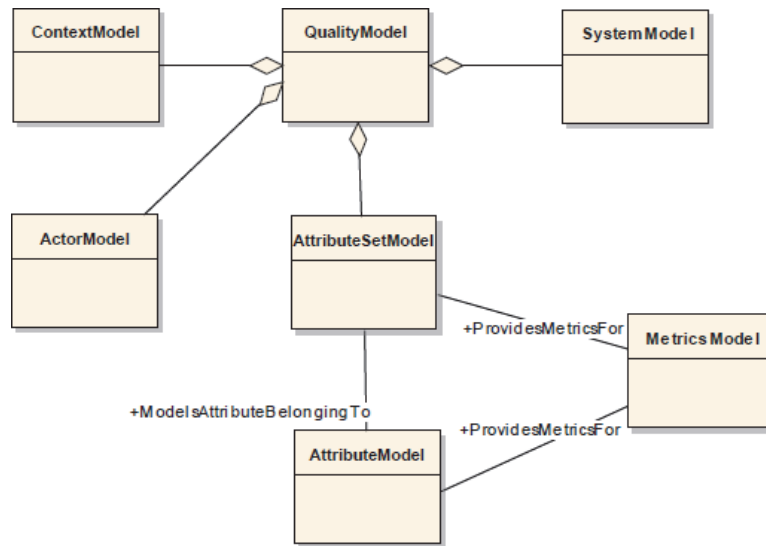 ContextModel
QualityModel
SystemModel
ActorModel
AttributeSetModel
+ProvidesMetricsFor
MetricsModel
+ModelsAttributeBelongingTo
+ProvidesMetricsFor
AttributeModel